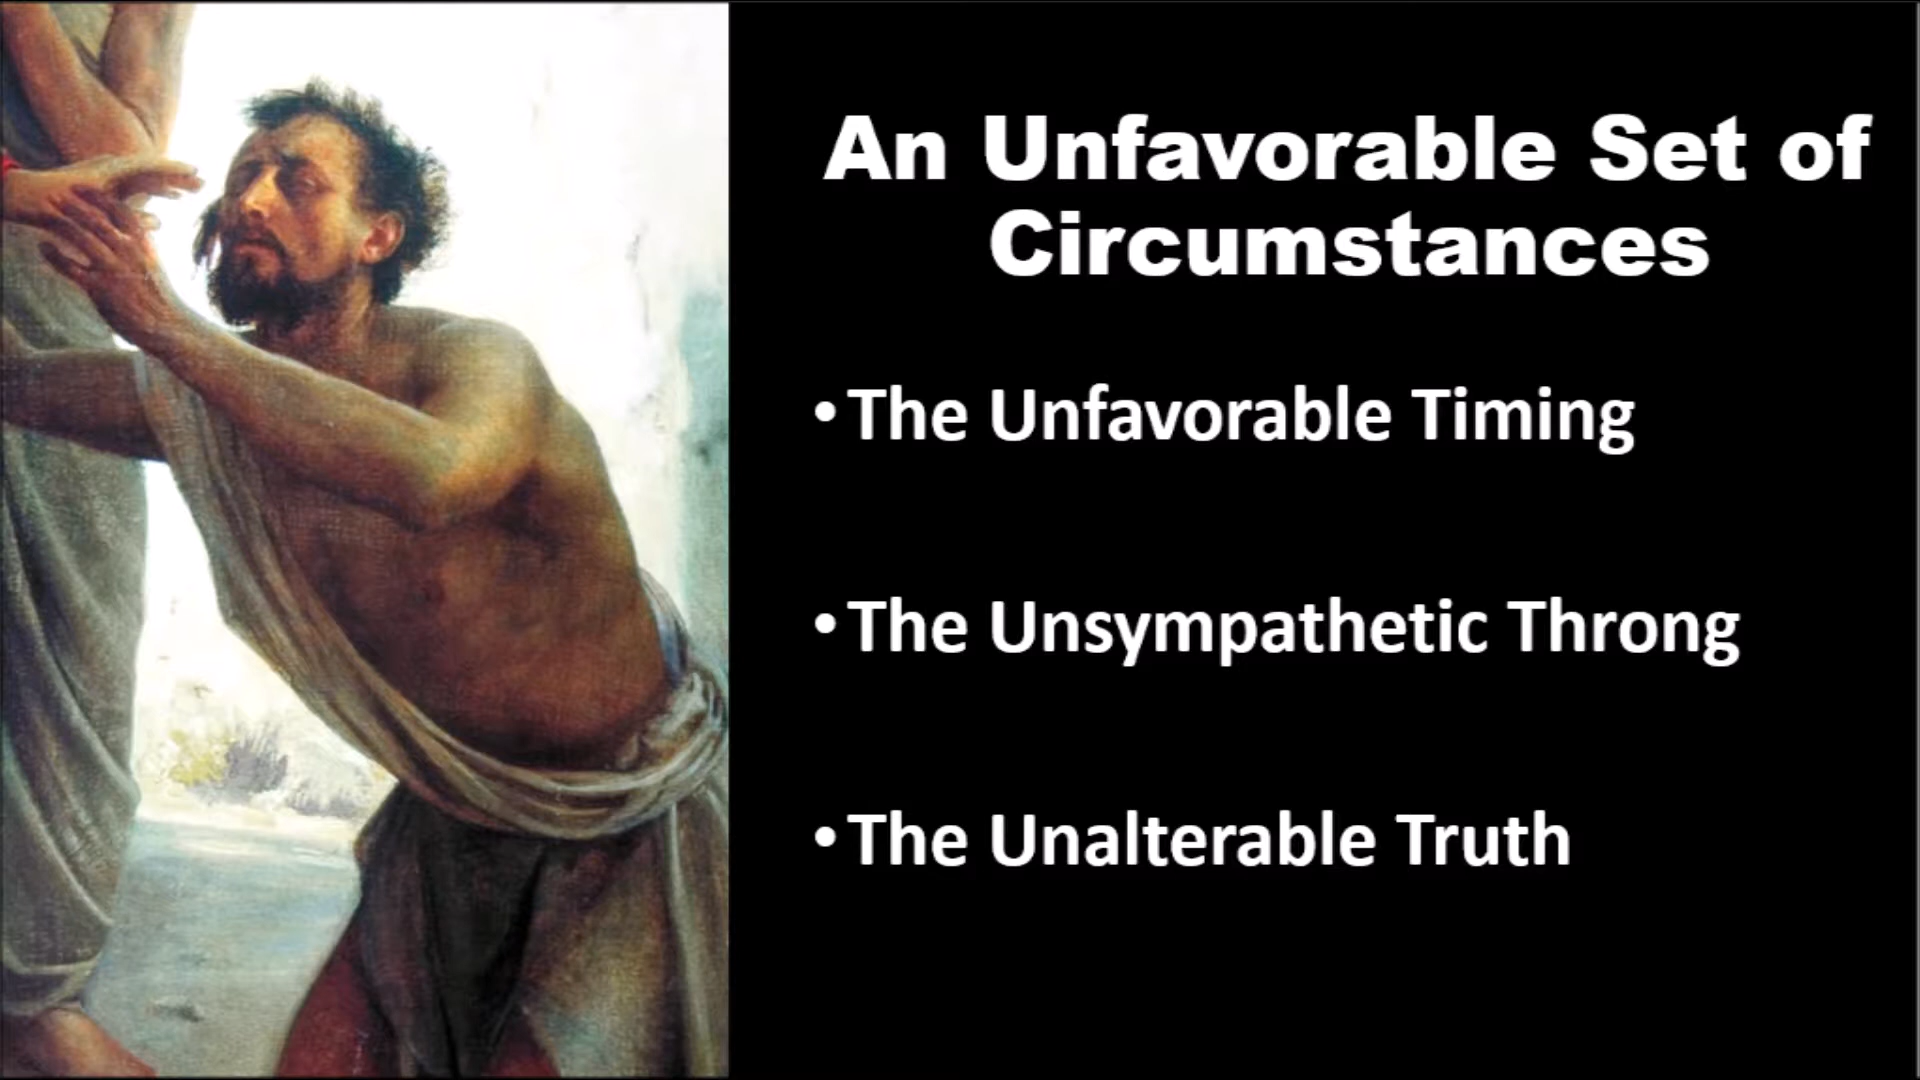 An Unfavorable Set of
Circumstances
• The Unfavorable Timing
• The Unsympathetic Throng
• The Unalterable Truth